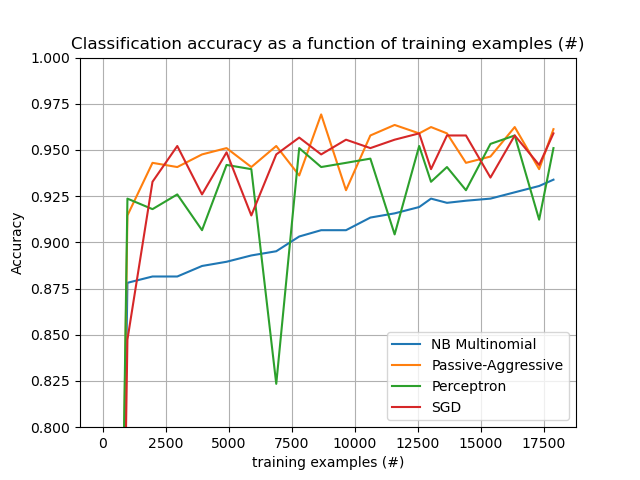 Classification accuracy as a function of training examples (#)
1.000
0.975
0.950
0.925
0.900
0.875
0.850
0.825
0.800
Accuracy
NB Multinomial
Passive-Aggressive
Perceptron
SGD
0 2500 5000 7500 10000 12500 15000 17500
training examples (#)